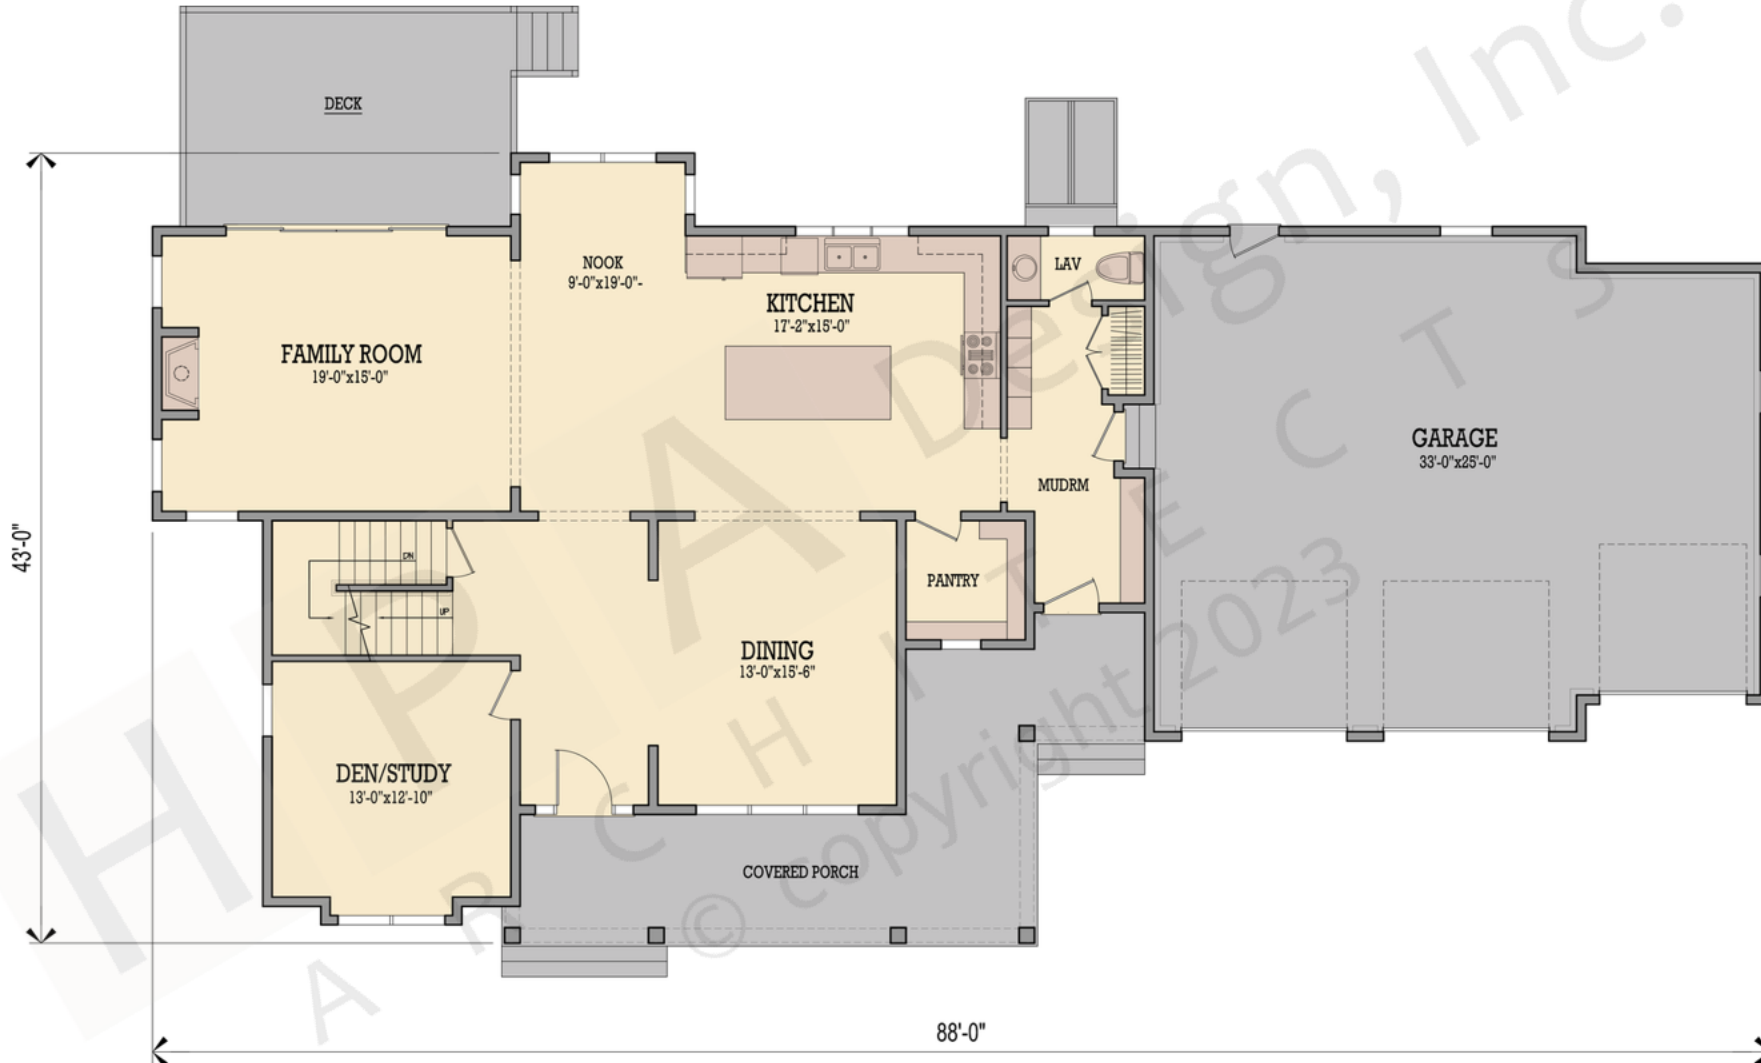 DECK
NOOK
9'-0"x19'-0"-
LAV
KITCHEN
17'-2"x15'-0"
FAMILY ROOM
19'-0"x15'-0"
GARAGE
33'-0"x25'-0"
MUDRM
43'-0"
DN
UP
PANTRY
DINING
13'-0"x15'-6"
DEN/STUDY
13'-0"x12'-10"
COVERED PORCH
88'-0"
HPA Design, Inc.
ARCHITECTS
© copyright 2023